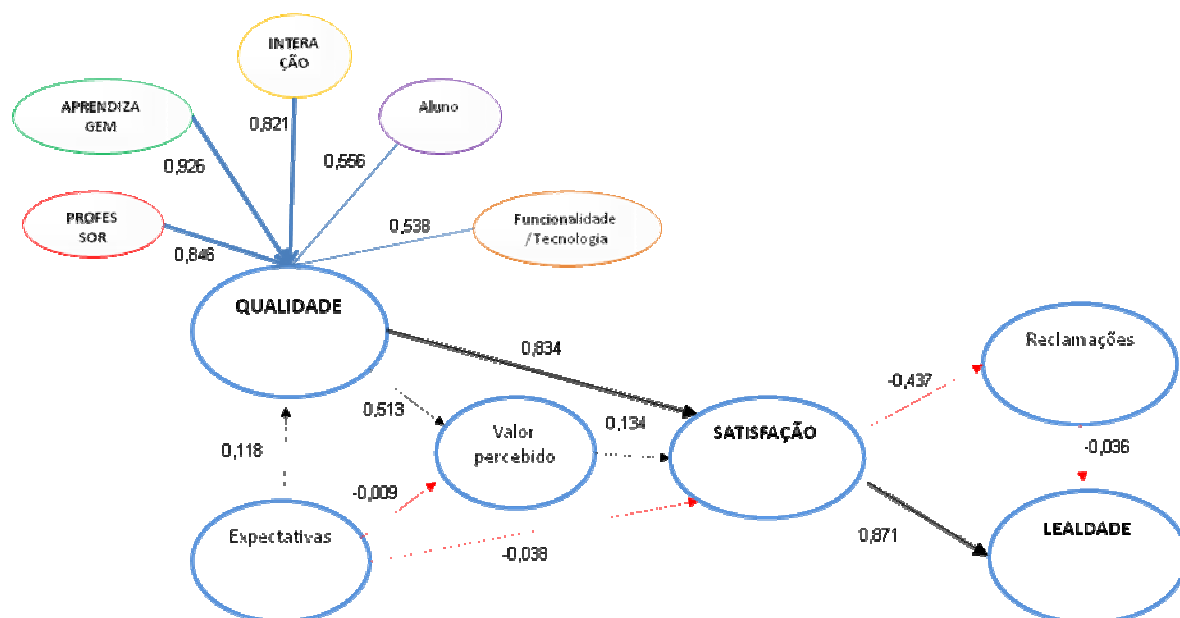 INTERA
ÇÃO
APRENDIZA
GEM
Aluno
0,821
0,926
0,556
PROFES
SOR
Funcionalidade
/Tecnologia
0,846
0,538
QUALIDADE
0,834
Reclamações
-0,437
0,513
0,134
Valor
percebido
SATISFAÇÃO
0,118
-0,036
-0,009
Expectativas
-0,038
0,871
LEALDADE